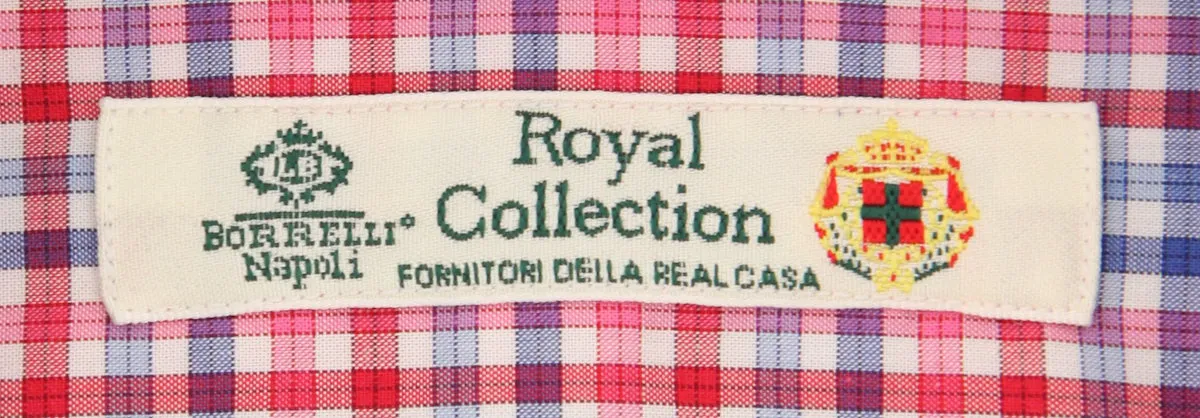 LB
BORRELLI
Napoli
Royal
Collection
FORNITORI DELLA REAL CASA